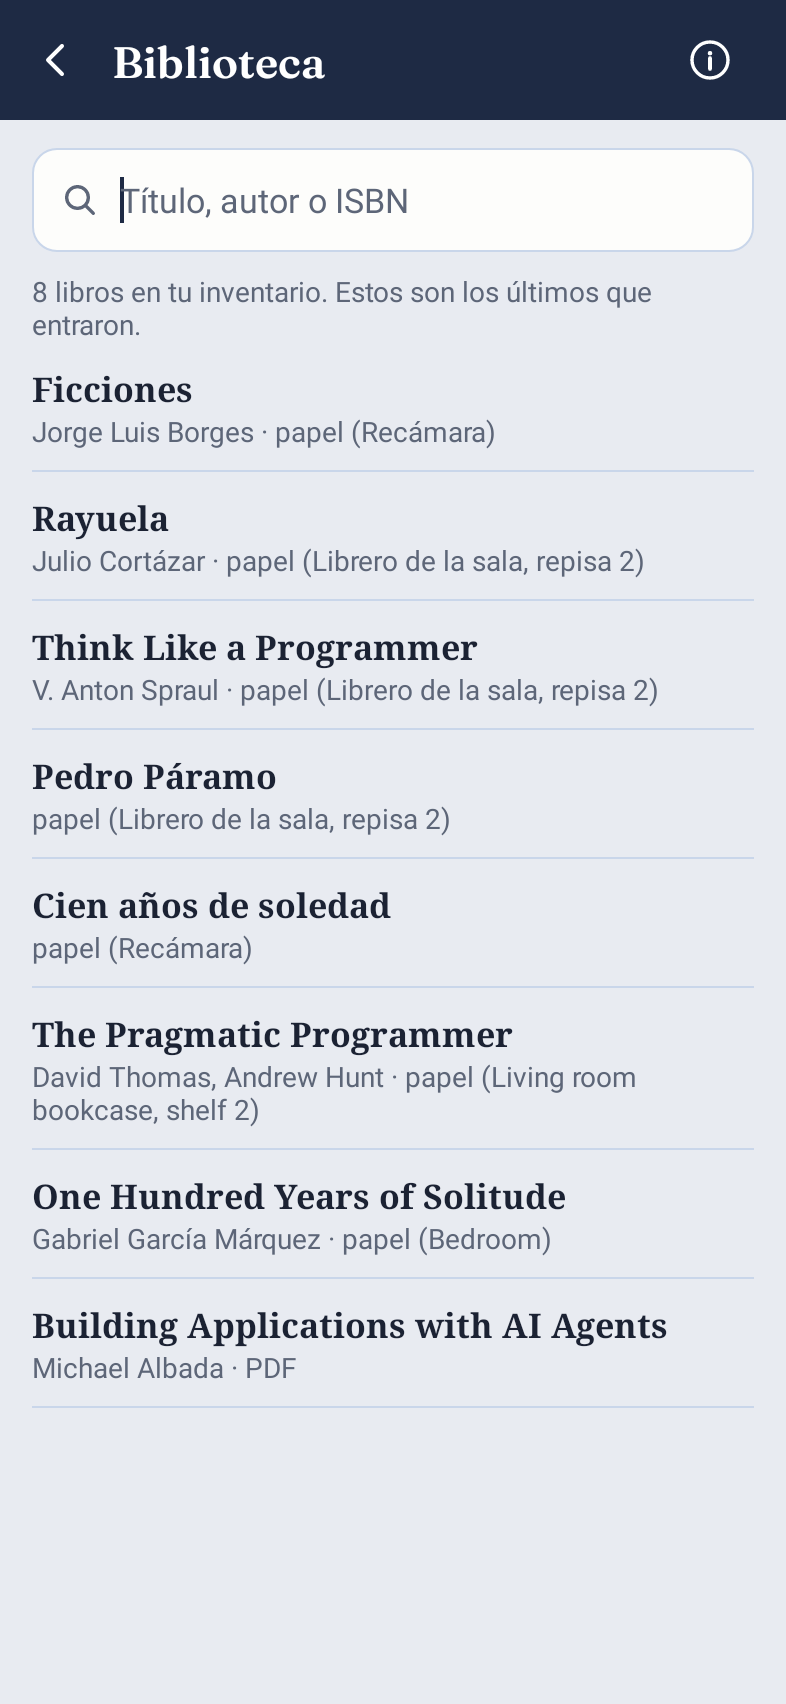 Biblioteca
Título, autor o ISBN
8 libros en tu inventario. Estos son los últimos que
entraron.
Ficciones
Jorge Luis Borges · papel (Recámara)
Rayuela
Julio Cortázar · papel (Librero de la sala, repisa 2)
Think Like a Programmer
V. Anton Spraul · papel (Librero de la sala, repisa 2)
Pedro Páramo
papel (Librero de la sala, repisa 2)
Cien años de soledad
papel (Recámara)
The Pragmatic Programmer
David Thomas, Andrew Hunt · papel (Living room
bookcase, shelf 2)
One Hundred Years of Solitude
Gabriel García Márquez · papel (Bedroom)
Building Applications with AI Agents
Michael Albada · PDF